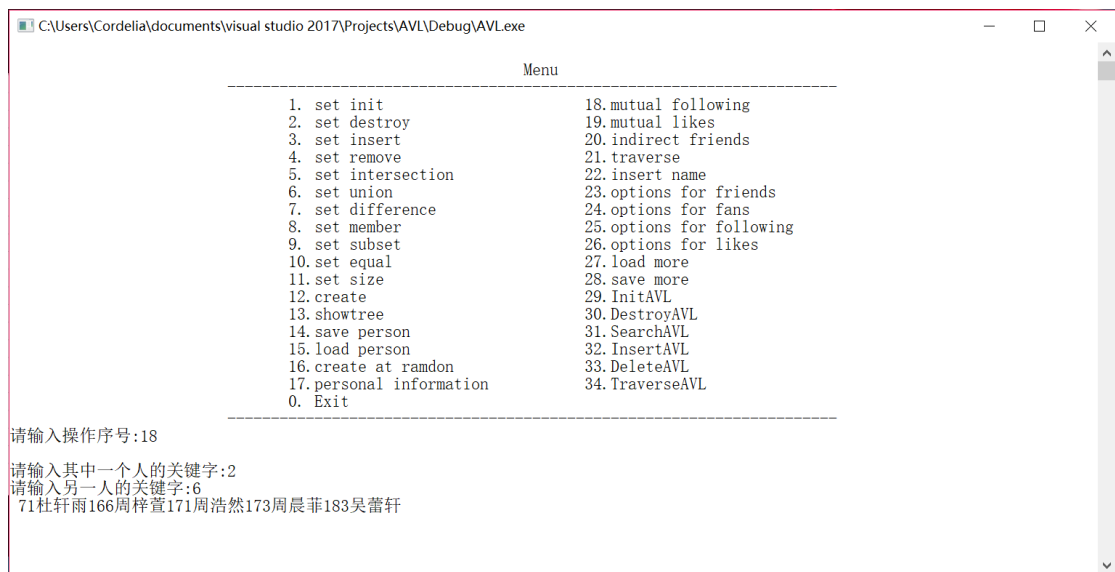 C:\Users\Cordelia\documents\visual studio 2017\Projects\AVL\Debug\AVL.exe
Menu
1. set init 18.mutual following
2. set destroy 19.mutual likes
3. set insert 20.indirect friends
4. set remove 21.traverse
5. set intersection 22.insert name
6. set union 23.options for friends
7. set difference 24.options for fans
8. set member 25.options for following
9. set subset 26.options for likes
10.set equal 27.load more
11.set size 28.save more
12.create 29.InitAVL
13.showtree 30.DestroyAVL
14.save person 31.SearchAVL
15.load person 32.InsertAVL
16.create at ramdon 33.DeleteAVL
17.personal information 34.TraverseAVL
0. Exit
请输入操作序号:18
请输入其中一个人的关键字:2
请输入另一人的关键字:6
71杜轩雨166周梓萱171周浩然173周晨菲183吴蕾轩